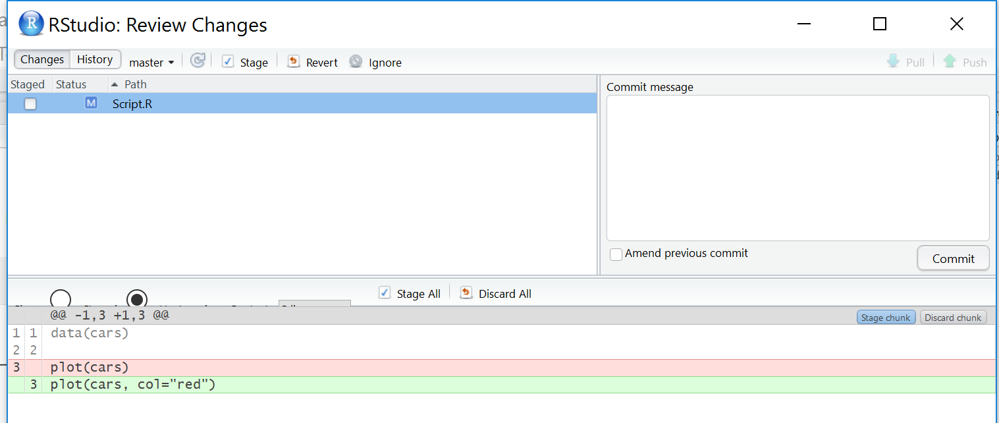 RStudio: Review Changes
Changes History master Stage Revert Ignore Pull Push
Staged Status Path Commit message
M Script.R
Amend previous commit
Commit
Stage All Discard All
@@ -1,3 +1,3 @@ Stage chunk Discard chunk
1 1 data(cars)
2 2
3 plot(cars)
3 plot(cars, col="red")